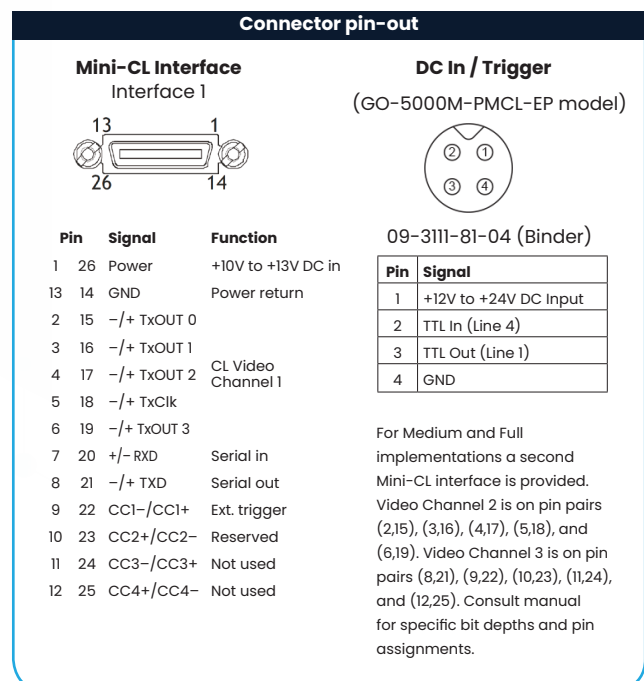 Connector pin-out
Mini-CL Interface
Interface 1
13 1
26 14
Pin Signal Function
1 26 Power +10V to +13V DC in
13 14 GND Power return
2 15 –/+ TxOUT 0
3 16 –/+ TxOUT 1
4 17 –/+ TxOUT 2 CL Video Channel 1
5 18 –/+ TxClk
6 19 –/+ TxOUT 3
7 20 +/– RXD Serial in
8 21 –/+ TXD Serial out
9 22 CC1–/CC1+ Ext. trigger
10 23 CC2+/CC2– Reserved
11 24 CC3–/CC3+ Not used
12 25 CC4+/CC4– Not used
DC In / Trigger
(GO-5000M-PMCL-EP model)
2 1
3 4
09-3111-81-04 (Binder)
Pin Signal
1 +12V to +24V DC Input
2 TTL In (Line 4)
3 TTL Out (Line 1)
4 GND
For Medium and Full
implementations a second
Mini-CL interface is provided.
Video Channel 2 is on pin pairs
(2,15), (3,16), (4,17), (5,18), and
(6,19). Video Channel 3 is on pin
pairs (8,21), (9,22), (10,23), (11,24),
and (12,25). Consult manual
for specific bit depths and pin
assignments.